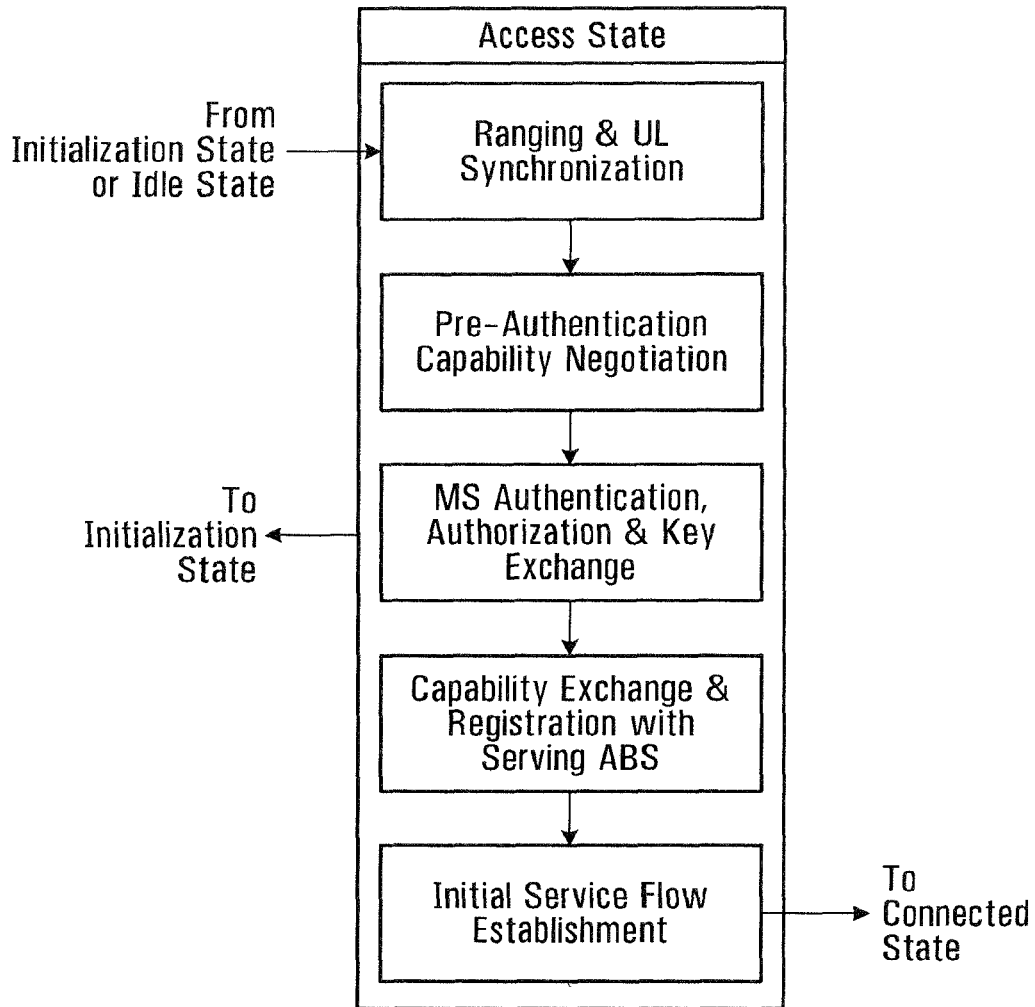 Access State
From
Initialization State
or Idle State
Ranging & UL
Synchronization
Pre-Authentication
Capability Negotiation
To
Initialization
State
MS Authentication,
Authorization & Key
Exchange
Capability Exchange &
Registration with
Serving ABS
Initial Service Flow
Establishment
To
Connected
State